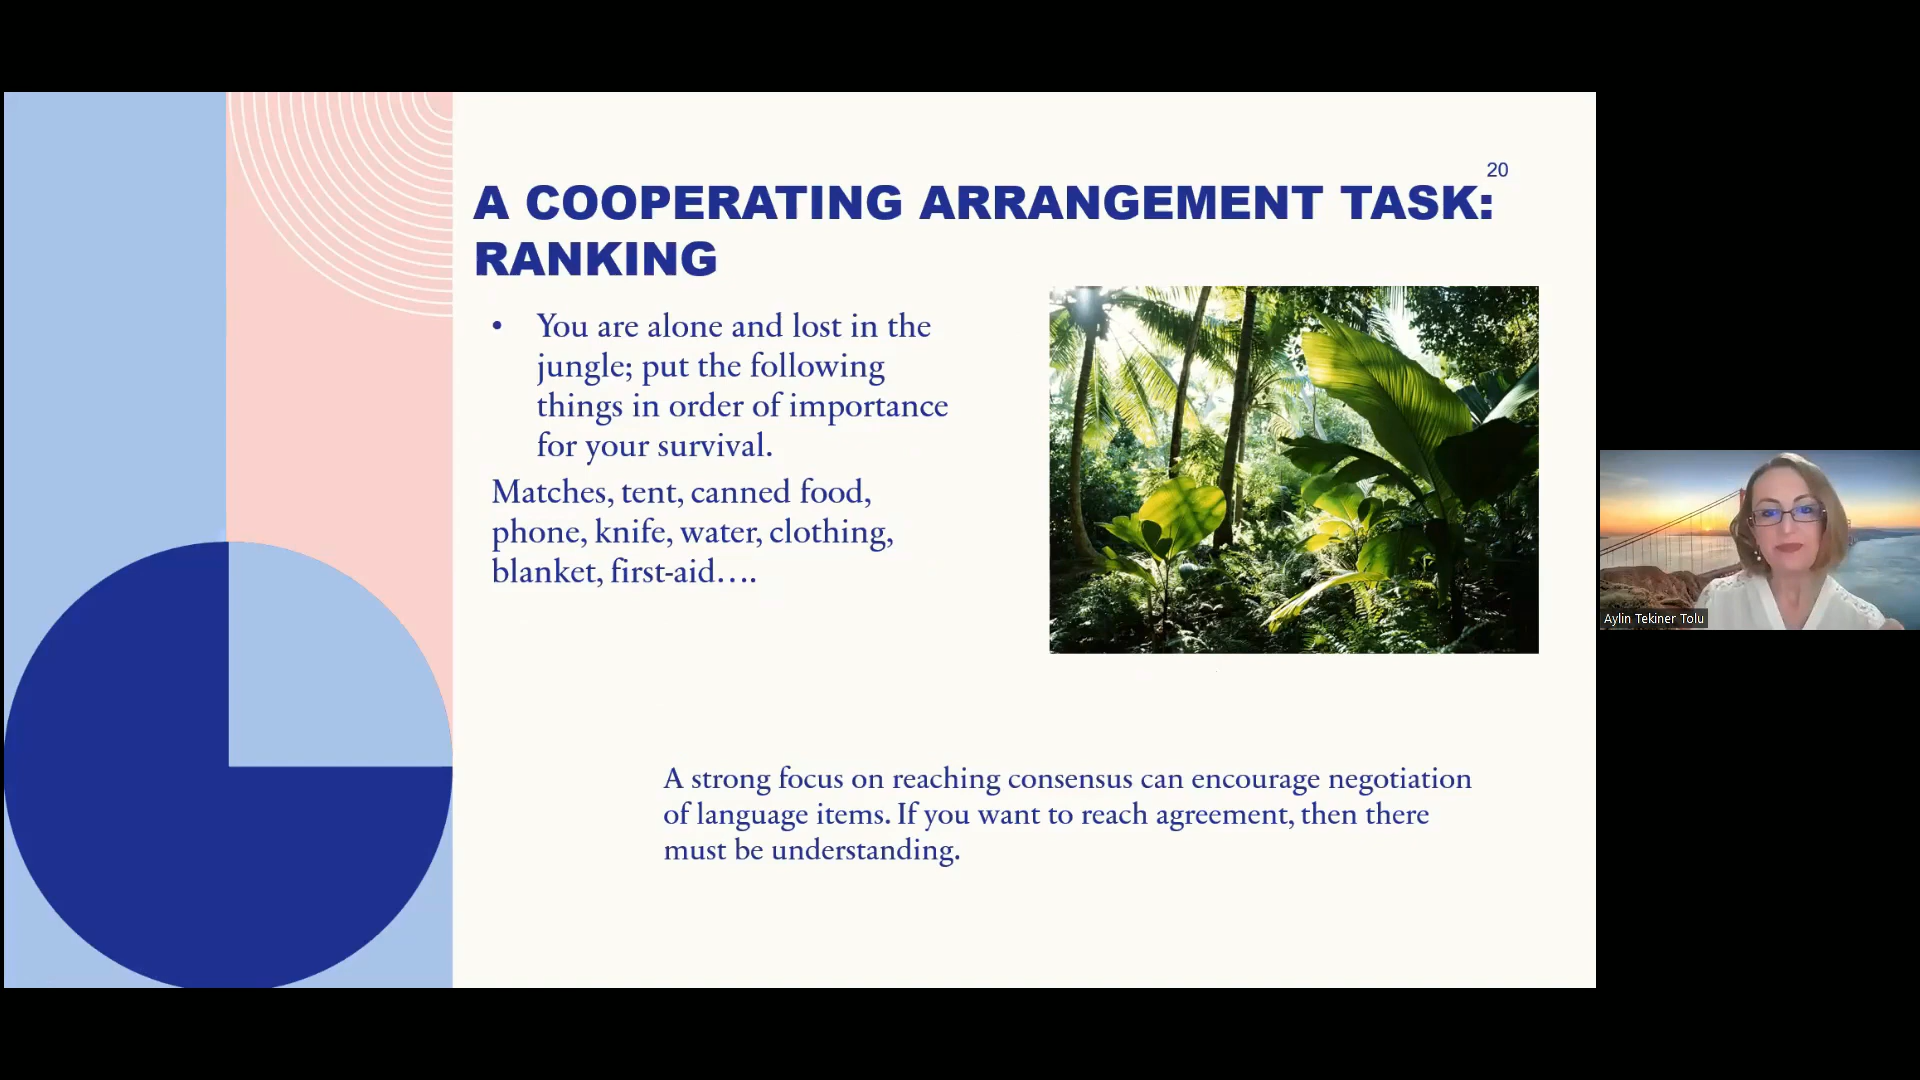 20
A COOPERATING ARRANGEMENT TASK:
RANKING
• You are alone and lost in the
jungle; put the following
things in order of importance
for your survival.
Matches, tent, canned food,
phone, knife, water, clothing,
blanket, first-aid….
A strong focus on reaching consensus can encourage negotiation
of language items. If you want to reach agreement, then there
must be understanding.
Aylin Tekiner Tolu